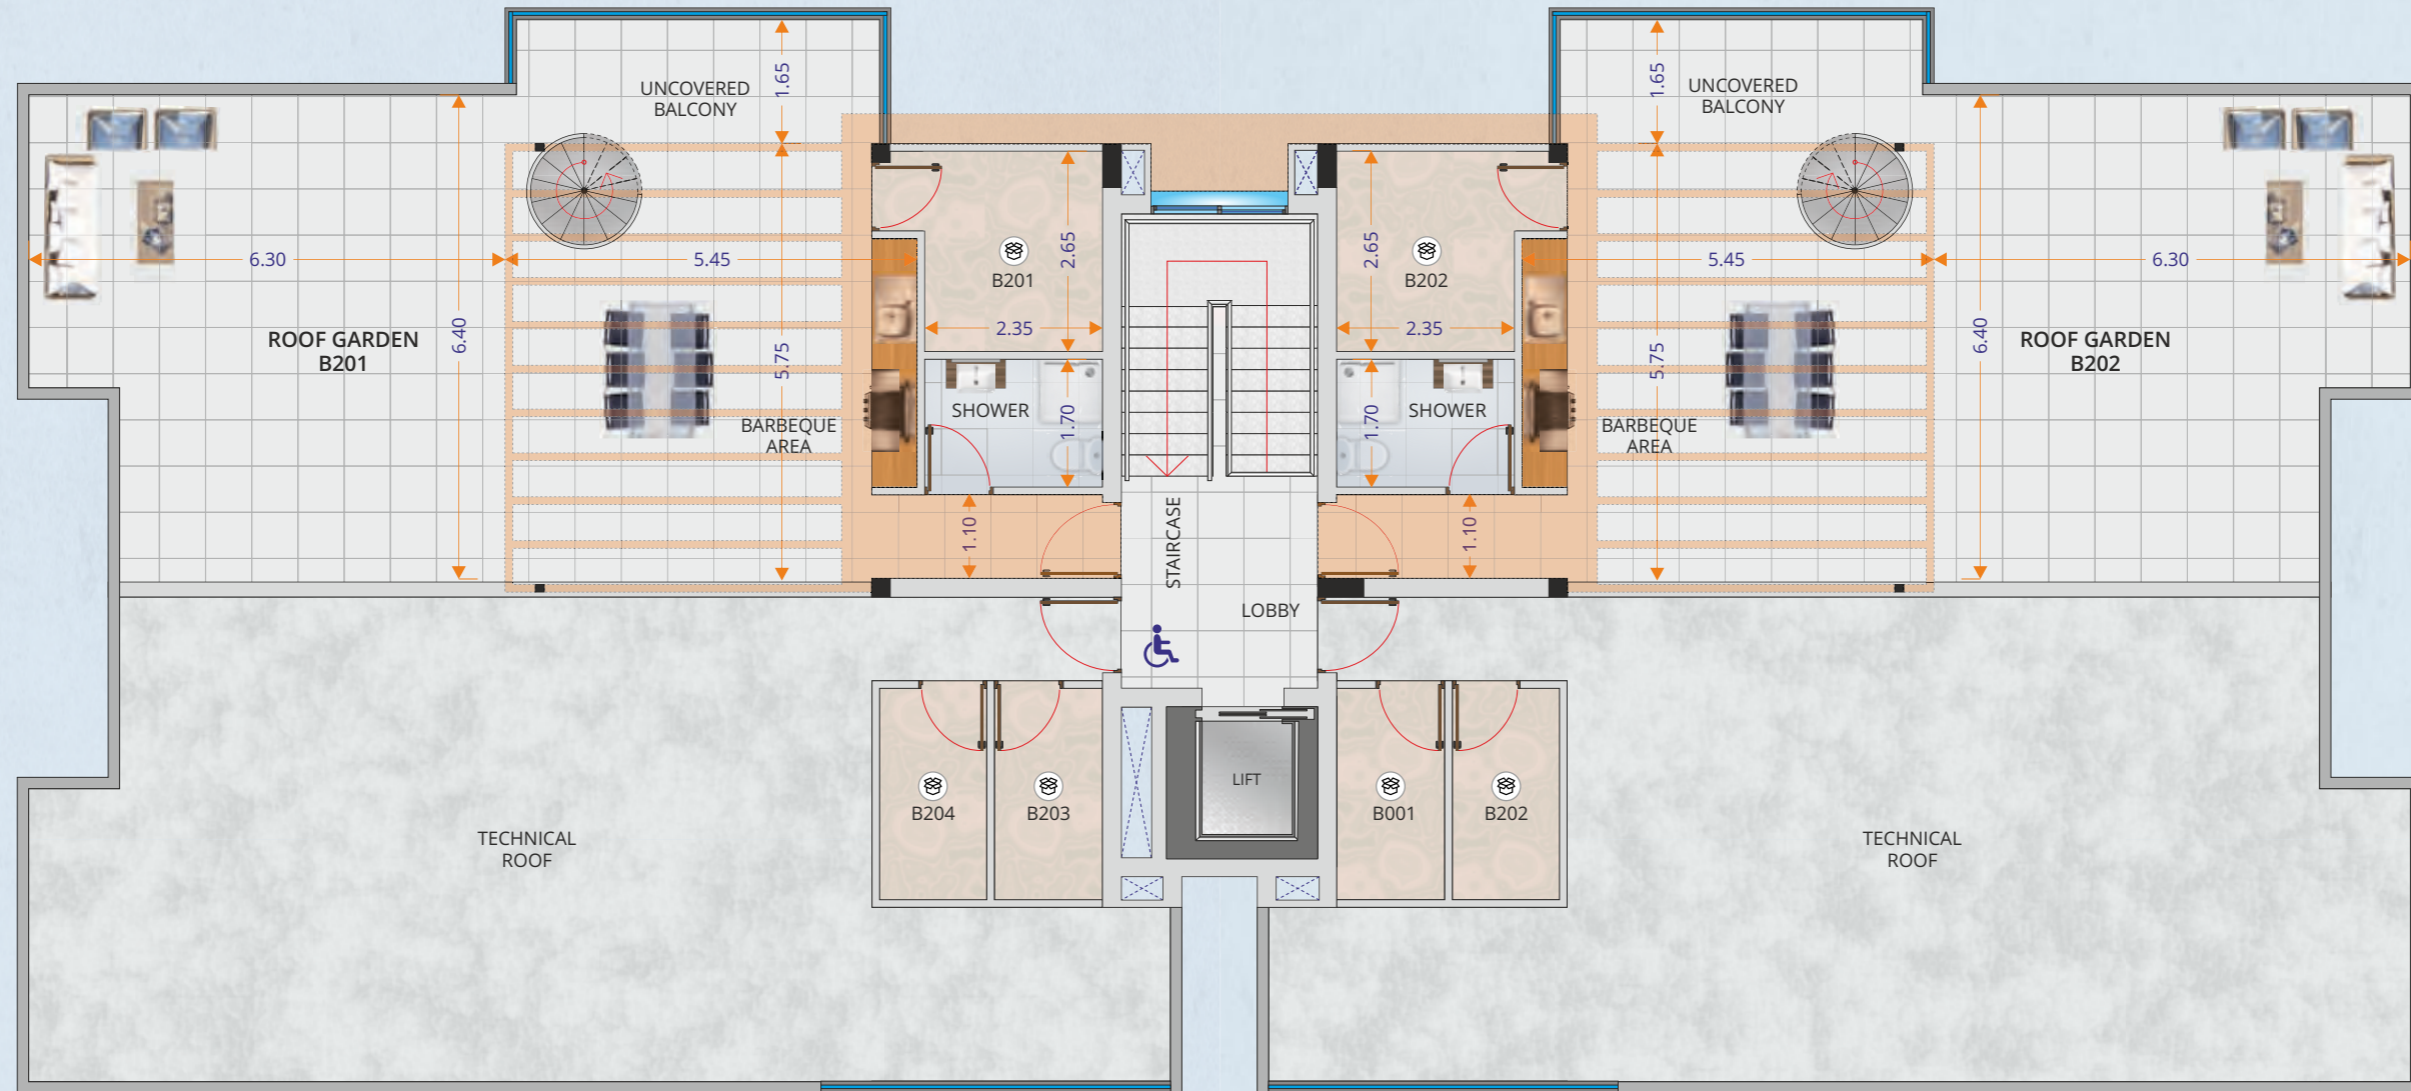 UNCOVERED
BALCONY
1.65
1.65
UNCOVERED
BALCONY
6.30
5.45
B201
2.65
2.65
B202
5.45
6.30
ROOF GARDEN
B201
6.40
5.75
2.35
2.35
5.75
6.40
ROOF GARDEN
B202
BARBEQUE
AREA
SHOWER
1.70
1.70
SHOWER
BARBEQUE
AREA
1.10
STAIRCASE
1.10
LOBBY
B204
B203
LIFT
B001
B202
TECHNICAL
ROOF
TECHNICAL
ROOF